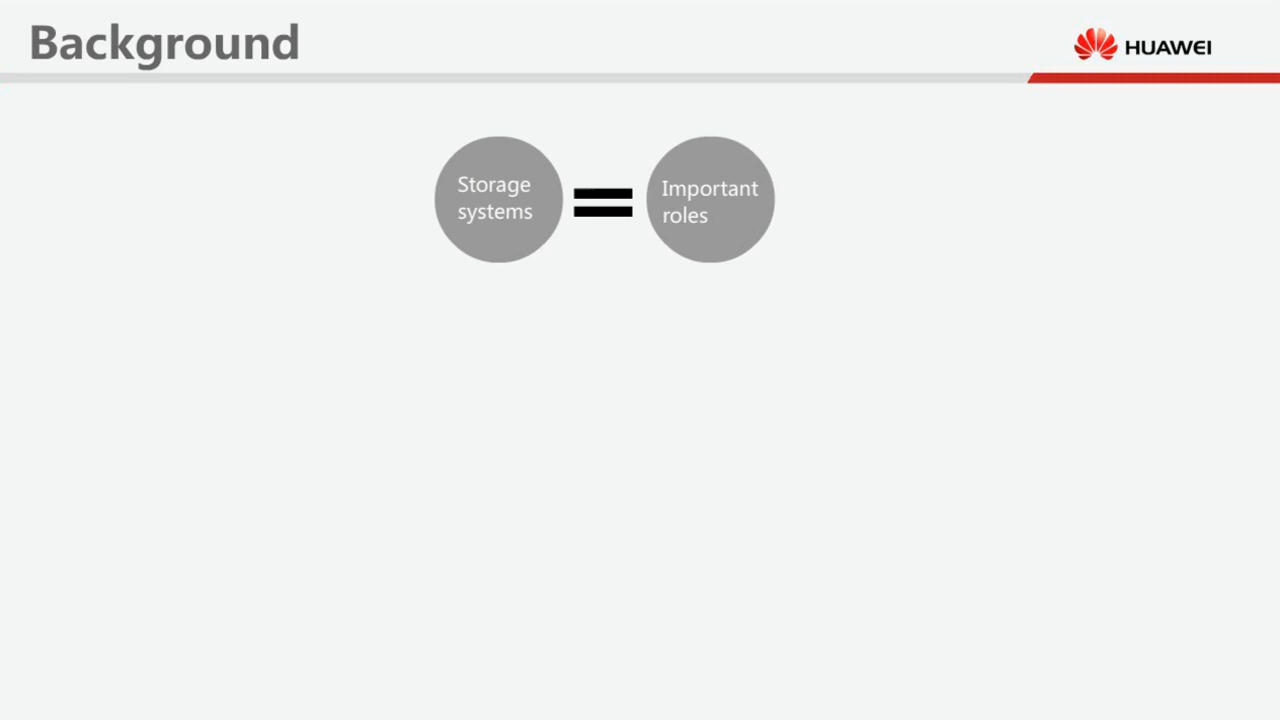 Background
HUAWEI
Storage
systems
Important
roles